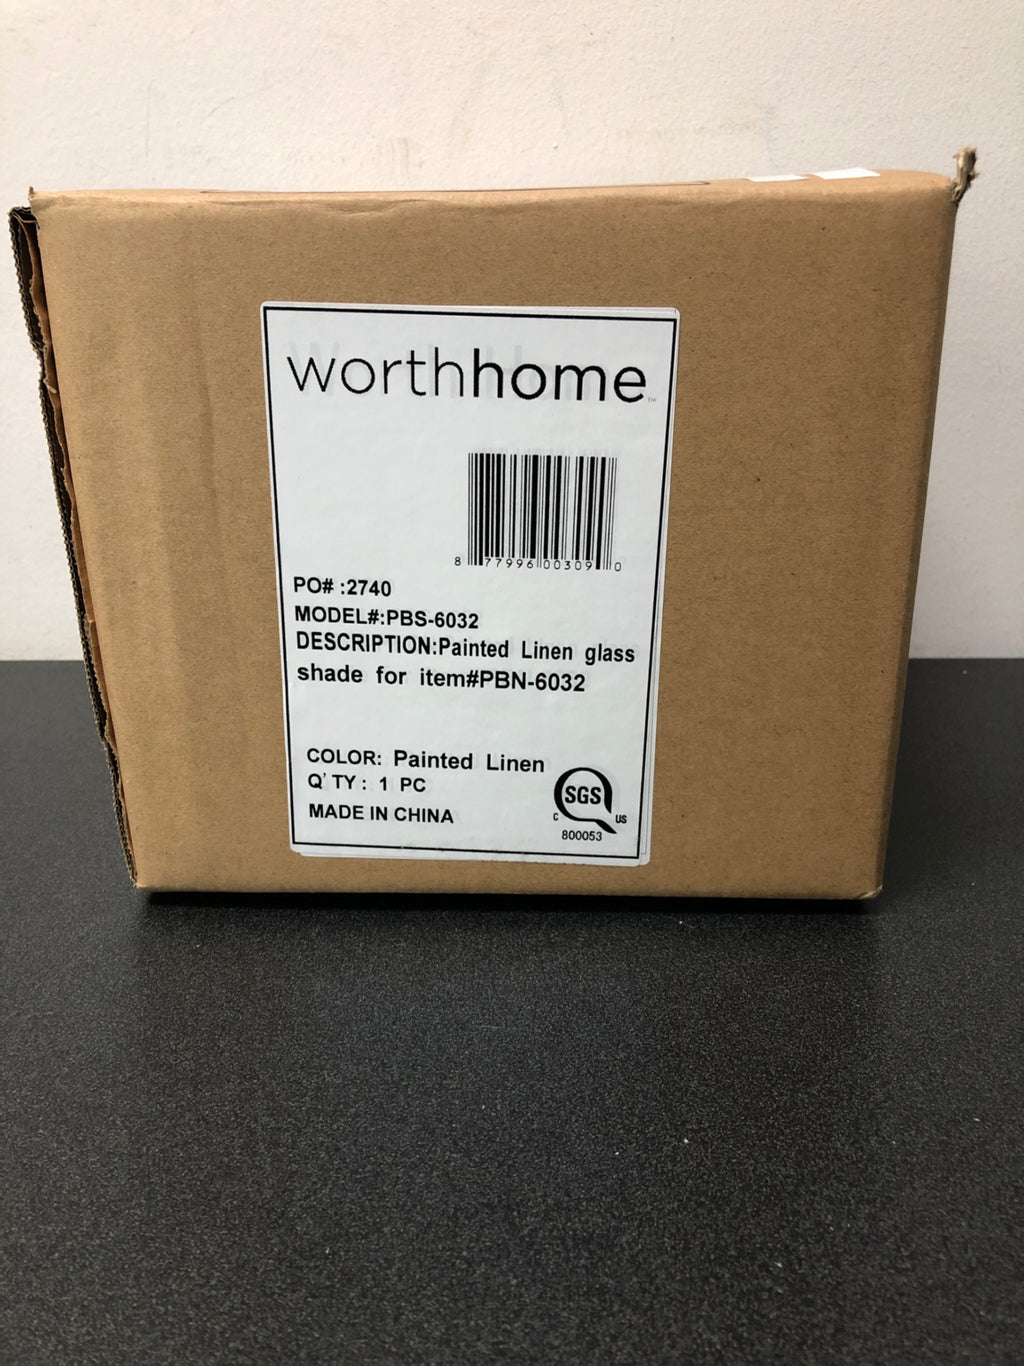 worthhome™
8 77996 00309 0
PO# :2740
MODEL#:PBS-6032
DESCRIPTION:Painted Linen glass
shade for item#PBN-6032
COLOR: Painted Linen
Q'TY: 1 PC
MADE IN CHINA
SGS
C US
800053